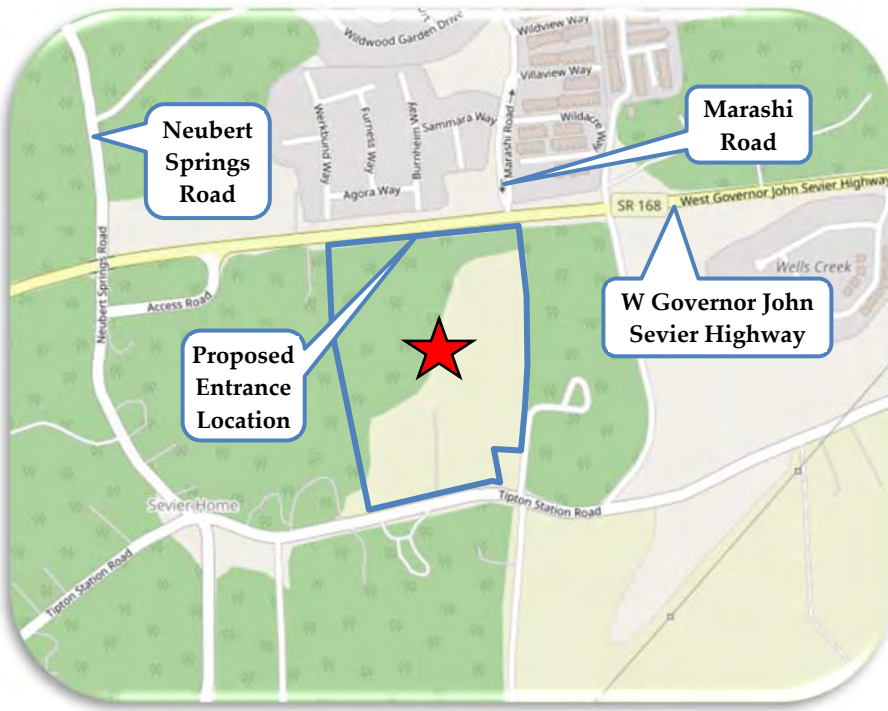 Wildwood Garden Drive
Wildview Way
Villaview Way
Neubert
Springs
Road
Marashi
Road
Werkbund Way
Furness Way
Burnheim Way
Sammara Way
Wildacre Way
Marashi Road
Agora Way
SR 168
West Governor John Sevier Highway
Neubert Springs Road
Access Road
Wells Creek
W Governor John
Sevier Highway
Proposed
Entrance
Location
Sevier Home
Tipton Station Road
Tipton Station Road